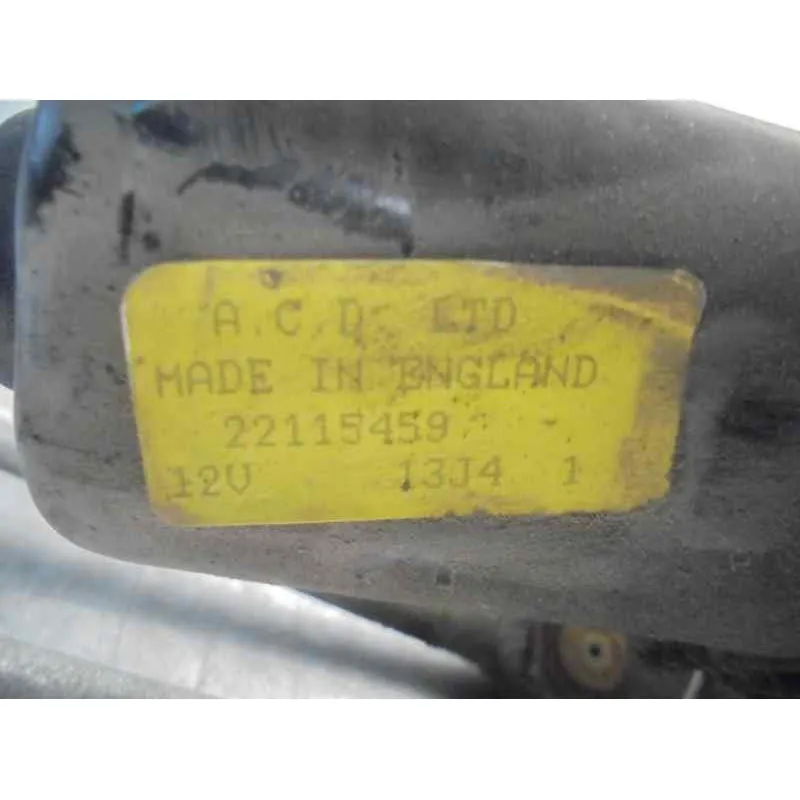 A.C.D. LTD
MADE IN ENGLAND
22115459
12V 13J4 1